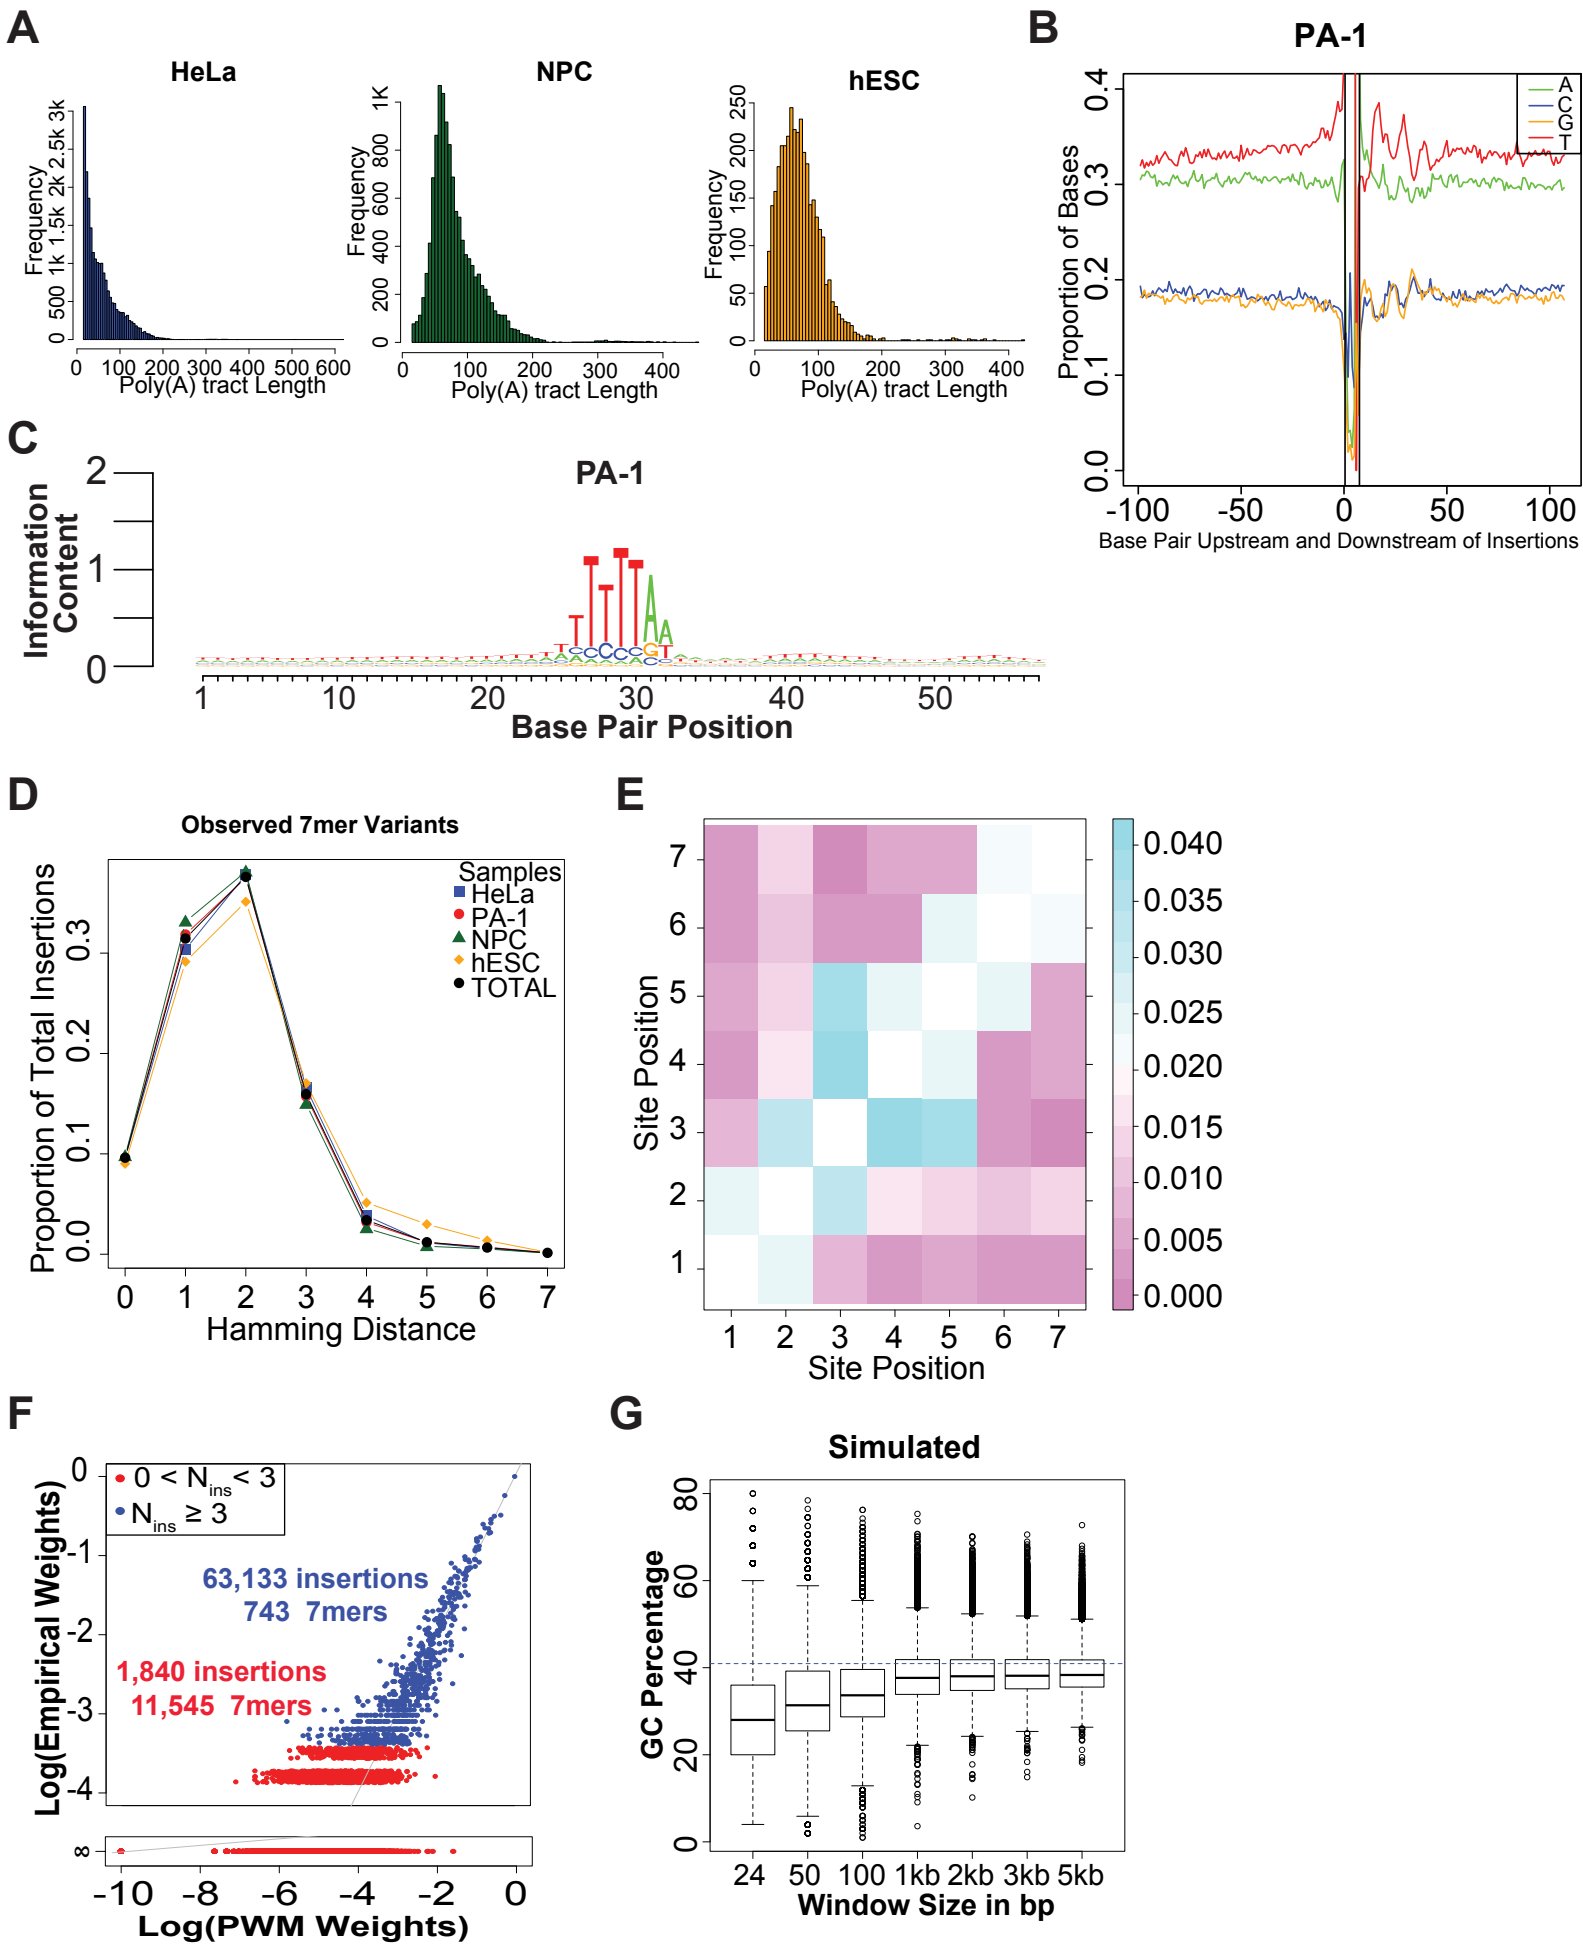 A
HeLa
Frequency
0 500 1k 1.5k 2k 2.5k 3k
0 100 200 300 400 500 600
Poly(A) tract Length
NPC
Frequency
0 200 400 600 800 1K
0 100 200 300 400
Poly(A) tract Length
hESC
Frequency
0 50 100 150 200 250
0 100 200 300 400
Poly(A) tract Length
B
PA-1
A
C
G
T
Proportion of Bases
0.0 0.1 0.2 0.3 0.4
-100 -50 0 50 100
Base Pair Upstream and Downstream of Insertions
C
PA-1
Information
Content
2
1
0
1 10 20 30 40 50
Base Pair Position
D
Observed 7mer Variants
Samples
HeLa
PA-1
NPC
hESC
TOTAL
Proportion of Total Insertions
0.0 0.1 0.2 0.3
0 1 2 3 4 5 6 7
Hamming Distance
E
Site Position
7
6
5
4
3
2
1
1 2 3 4 5 6 7
Site Position
0.040
0.035
0.030
0.025
0.020
0.015
0.010
0.005
0.000
F
0 < Nins < 3
Nins ≥ 3
63,133 insertions
743 7mers
1,840 insertions
11,545 7mers
Log(Empirical Weights)
0
-1
-2
-3
-4
∞
-10 -8 -6 -4 -2 0
Log(PWM Weights)
G
Simulated
GC Percentage
0 20 40 60 80
24 50 100 1kb 2kb 3kb 5kb
Window Size in bp